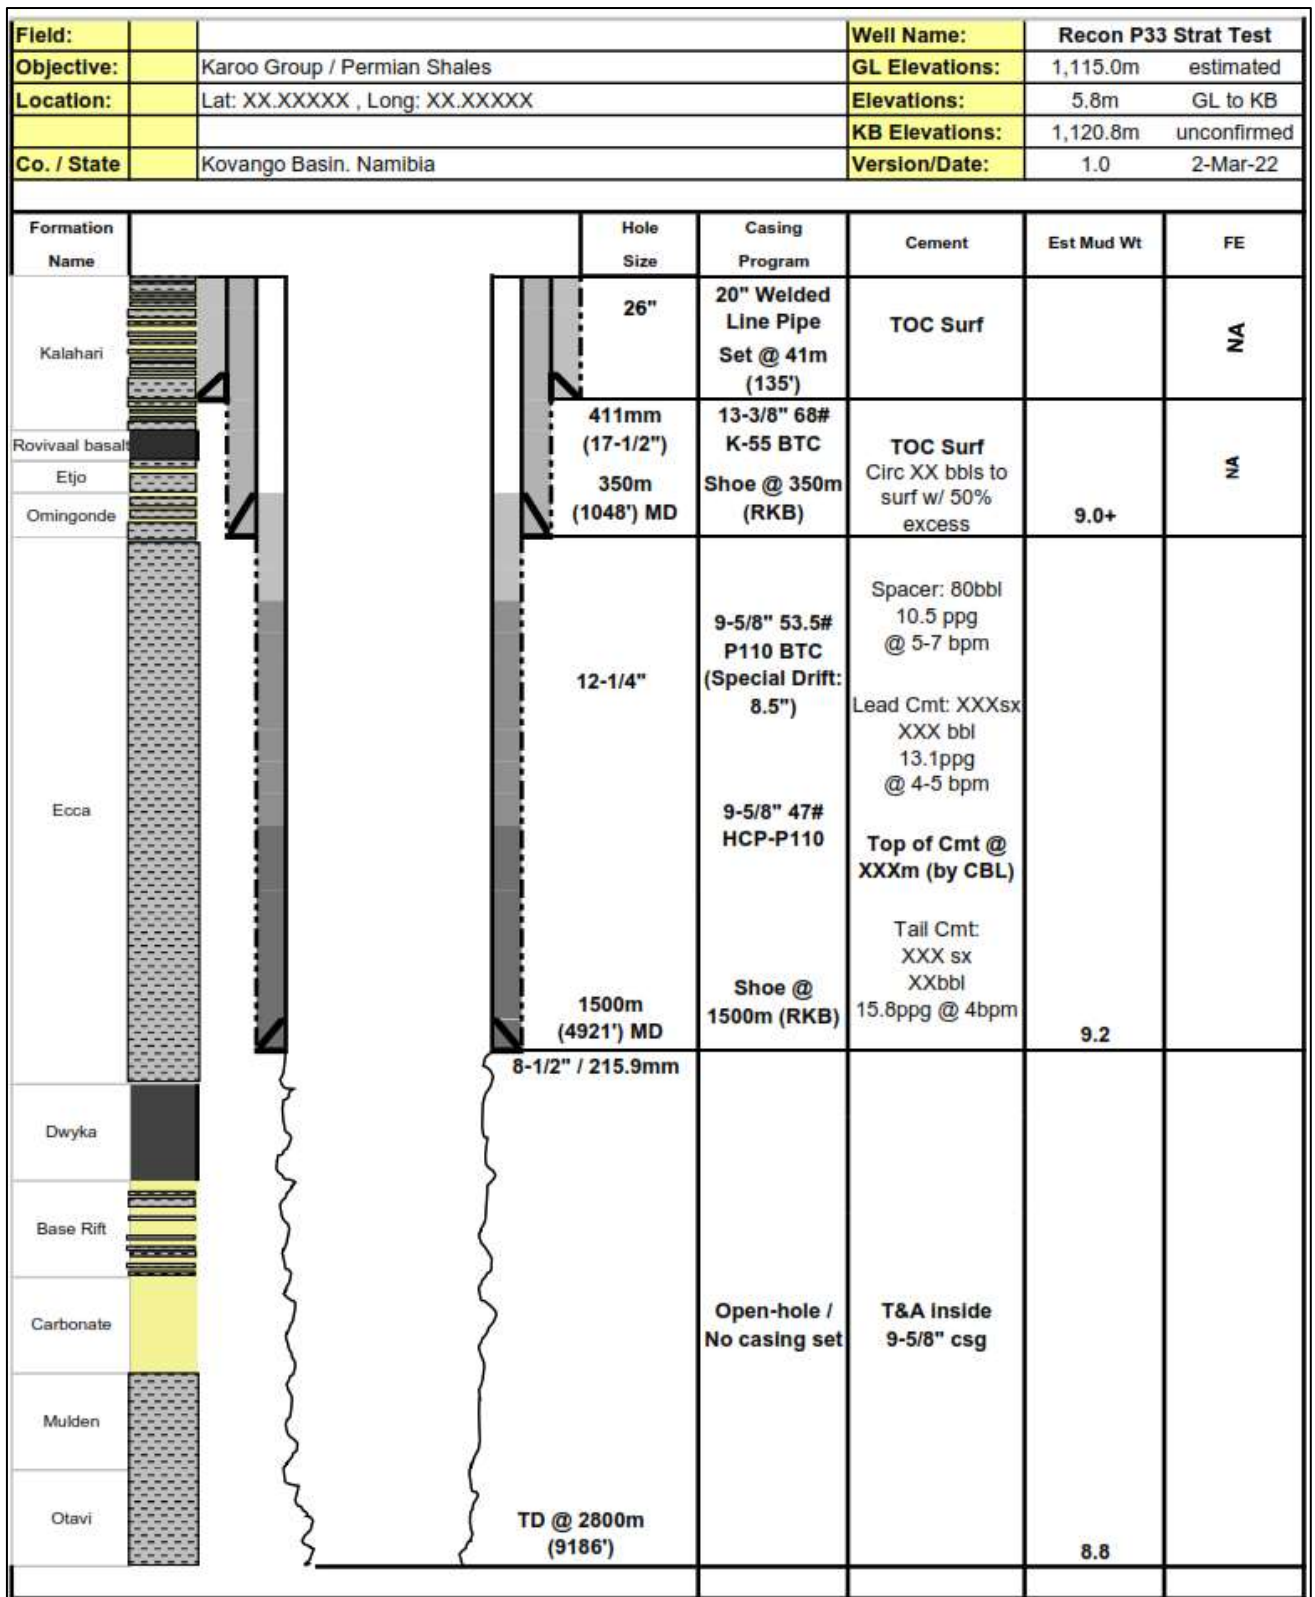 Field:
Well Name: Recon P33 Strat Test
Objective: Karoo Group / Permian Shales
GL Elevations: 1,115.0m estimated
Location: Lat: XX.XXXXX , Long: XX.XXXXX
Elevations: 5.8m GL to KB
KB Elevations: 1,120.8m unconfirmed
Co. / State Kovango Basin. Namibia
Version/Date: 1.0 2-Mar-22
Formation
Name
Hole
Size
Casing
Program
Cement
Est Mud Wt
FE
Kalahari
26"
20" Welded
Line Pipe
Set @ 41m
(135')
TOC Surf
NA
Rovivaal basalt
Etjo
Omingonde
411mm
(17-1/2")
350m
(1048') MD
13-3/8" 68#
K-55 BTC
Shoe @ 350m
(RKB)
TOC Surf
Circ XX bbls to
surf w/ 50%
excess
9.0+
NA
Ecca
12-1/4"
1500m
(4921') MD
9-5/8" 53.5#
P110 BTC
(Special Drift:
8.5")
9-5/8" 47#
HCP-P110
Shoe @
1500m (RKB)
Spacer: 80bbl
10.5 ppg
@ 5-7 bpm
Lead Cmt: XXXsx
XXX bbl
13.1ppg
@ 4-5 bpm
Top of Cmt @
XXXm (by CBL)
Tail Cmt:
XXX sx
XXbbl
15.8ppg @ 4bpm
9.2
8-1/2" / 215.9mm
Dwyka
Base Rift
Carbonate
Mulden
Otavi
TD @ 2800m
(9186')
Open-hole /
No casing set
T&A inside
9-5/8" csg
8.8